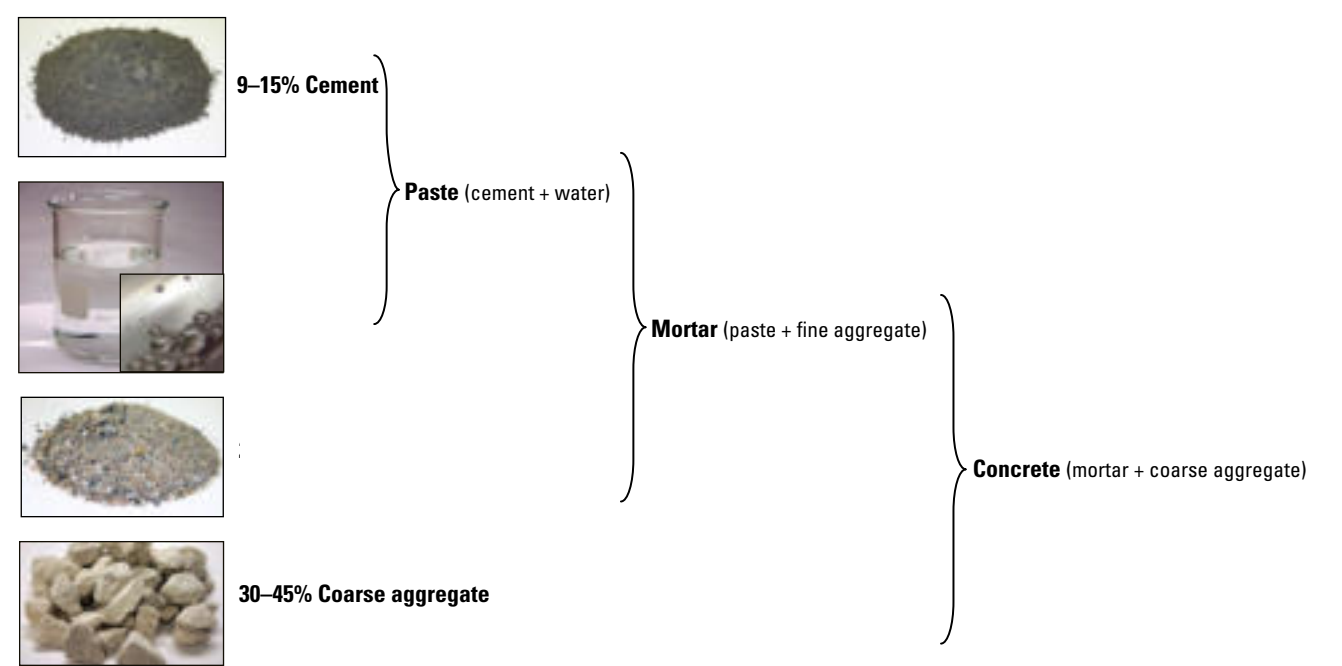 9–15% Cement
Paste (cement + water)
Mortar (paste + fine aggregate)
Concrete (mortar + coarse aggregate)
30–45% Coarse aggregate